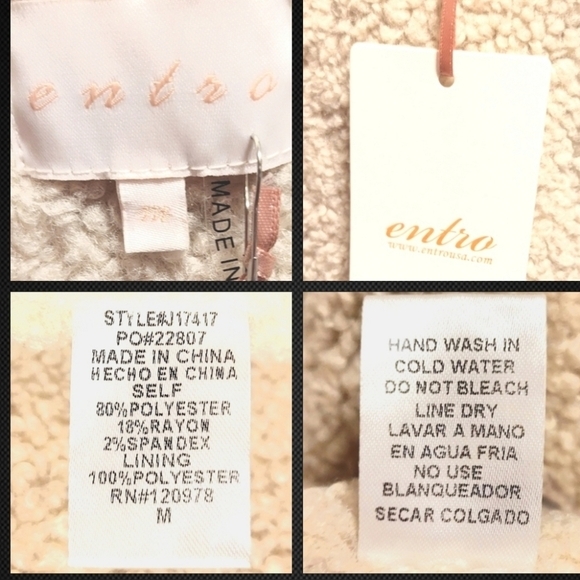 entro
M
MADE IN
entro
www.entrousa.com
STYLE#J17417
PO#22807
MADE IN CHINA
HECHO EN CHINA
SELF
80%POLYESTER
18%RAYON
2%SPANDEX
LINING
100%POLYESTER
RN#120978
M
HAND WASH IN
COLD WATER
DO NOT BLEACH
LINE DRY
LAVAR A MANO
EN AGUA FRIA
NO USE
BLANQUEADOR
SECAR COLGADO